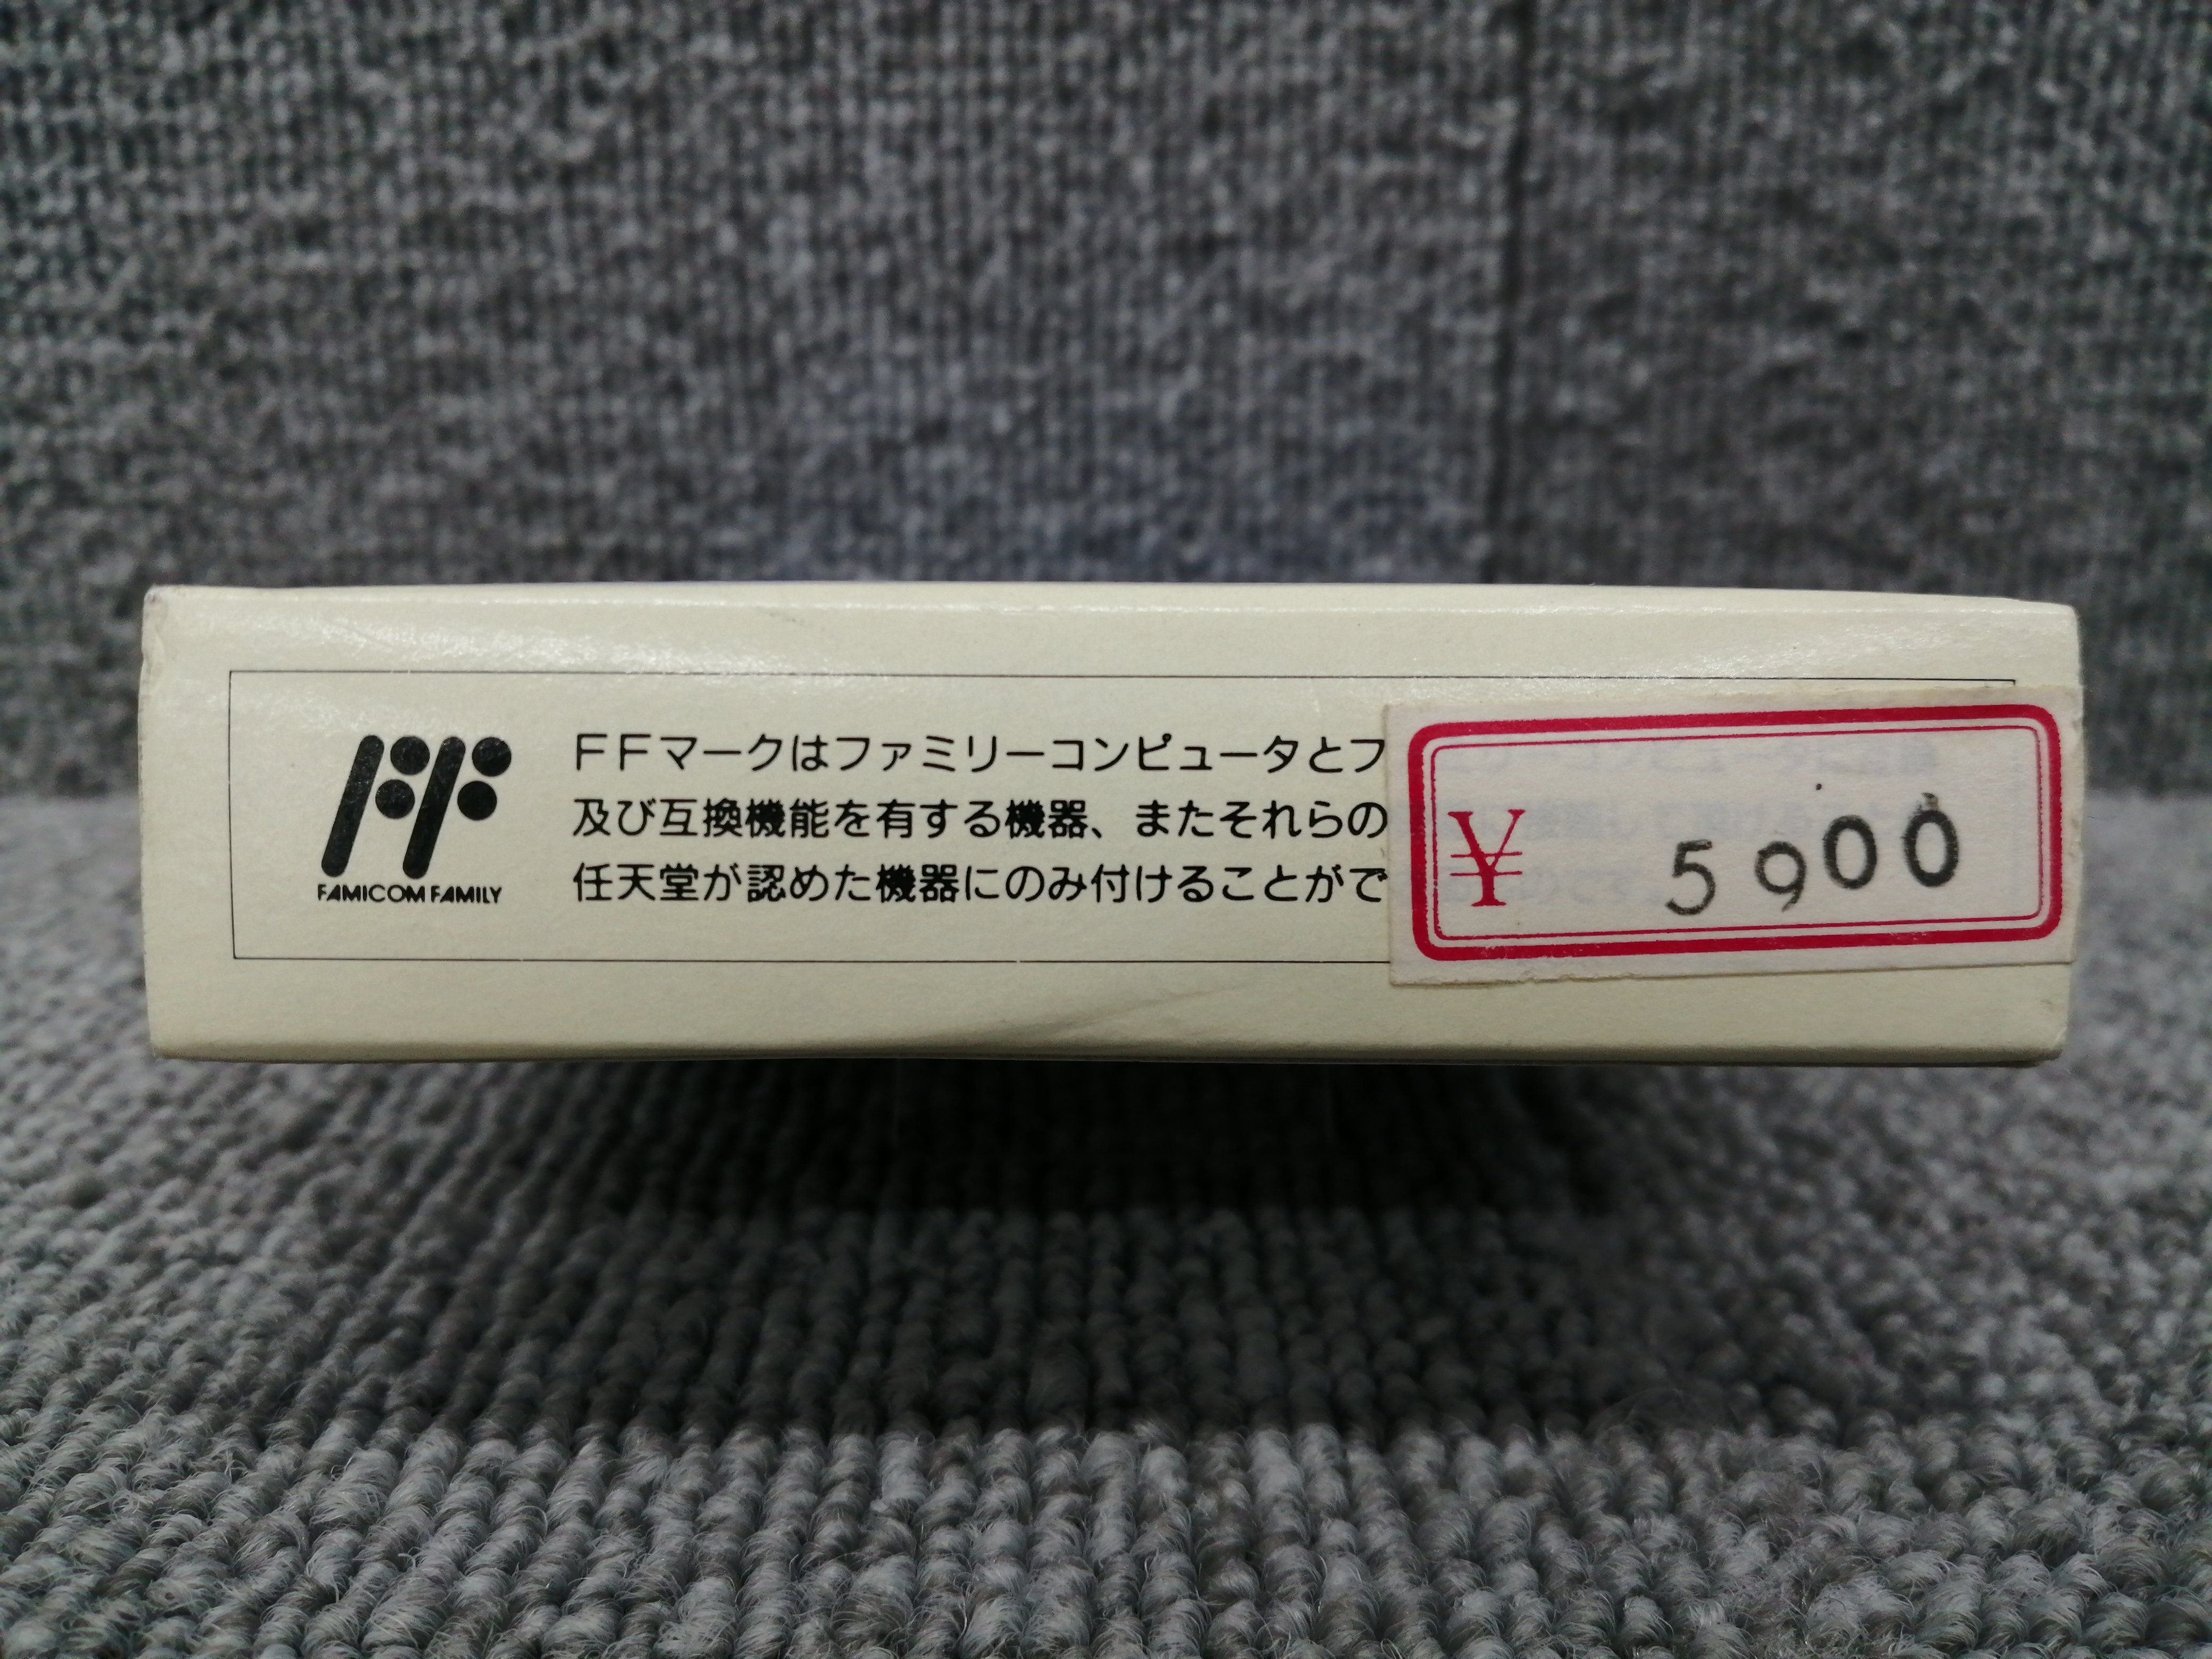 FF
FAMICOM FAMILY
FFマークはファミリーコンピュータとフ
及び互換機能を有する機器、またそれらの
任天堂が認めた機器にのみ付けることがで
¥ 5900